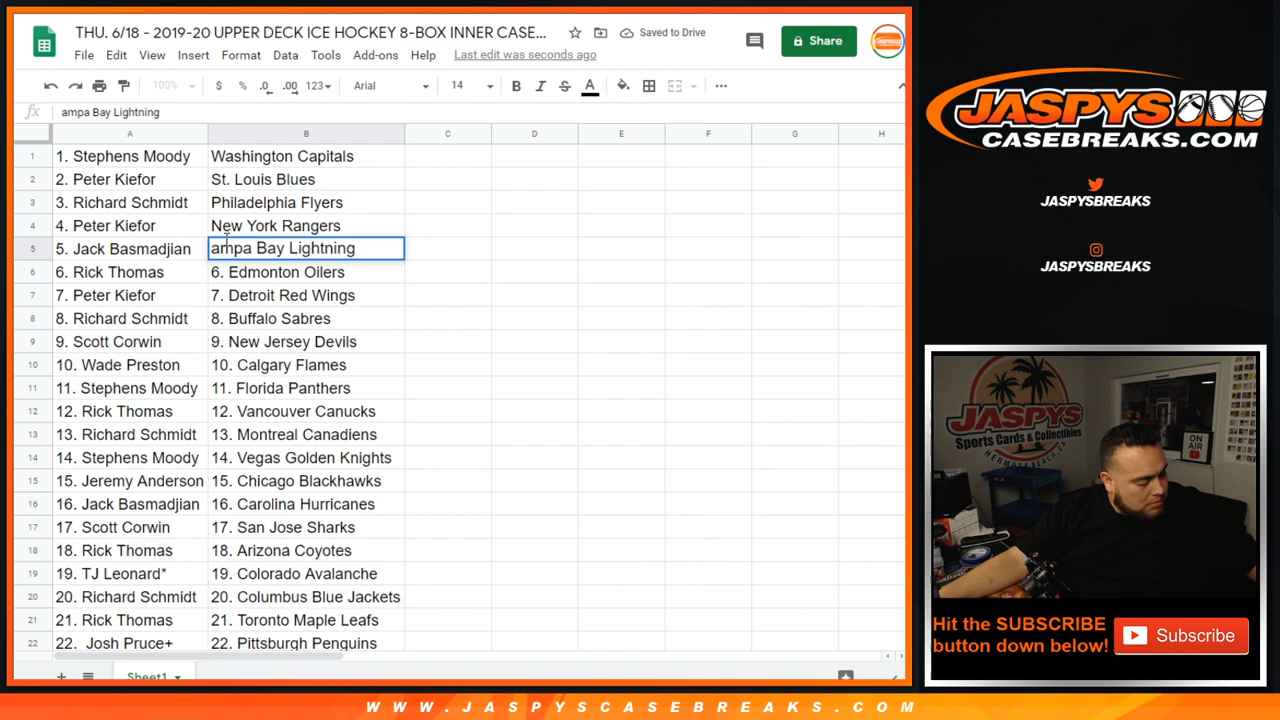 THU. 6/18 - 2019-20 UPPER DECK ICE HOCKEY 8-BOX INNER CASE...
Saved to Drive
Share
File Edit View Insert Format Data Tools Add-ons Help Last edit was seconds ago
100% $ % .0 .00 123 Arial 14 B I S A
fx ampa Bay Lightning
A B C D E F G H
1 1. Stephens Moody Washington Capitals
2 2. Peter Kiefor St. Louis Blues
3 3. Richard Schmidt Philadelphia Flyers
4 4. Peter Kiefor New York Rangers
5 5. Jack Basmadjian ampa Bay Lightning
6 6. Rick Thomas 6. Edmonton Oilers
7 7. Peter Kiefor 7. Detroit Red Wings
8 8. Richard Schmidt 8. Buffalo Sabres
9 9. Scott Corwin 9. New Jersey Devils
10 10. Wade Preston 10. Calgary Flames
11 11. Stephens Moody 11. Florida Panthers
12 12. Rick Thomas 12. Vancouver Canucks
13 13. Richard Schmidt 13. Montreal Canadiens
14 14. Stephens Moody 14. Vegas Golden Knights
15 15. Jeremy Anderson 15. Chicago Blackhawks
16 16. Jack Basmadjian 16. Carolina Hurricanes
17 17. Scott Corwin 17. San Jose Sharks
18 18. Rick Thomas 18. Arizona Coyotes
19 19. TJ Leonard* 19. Colorado Avalanche
20 20. Richard Schmidt 20. Columbus Blue Jackets
21 21. Rick Thomas 21. Toronto Maple Leafs
22 22. Josh Pruce+ 22. Pittsburgh Penguins
Sheet1
JASPYS
CASEBREAKS.COM
JASPYSBREAKS
JASPYSBREAKS
JASPYS
Sports Cards & Collectibles
HERMOSA BEACH, CA
ON AIR
Hit the SUBSCRIBE
button down below!
Subscribe
WWW.JASPYSCASEBREAKS.COM